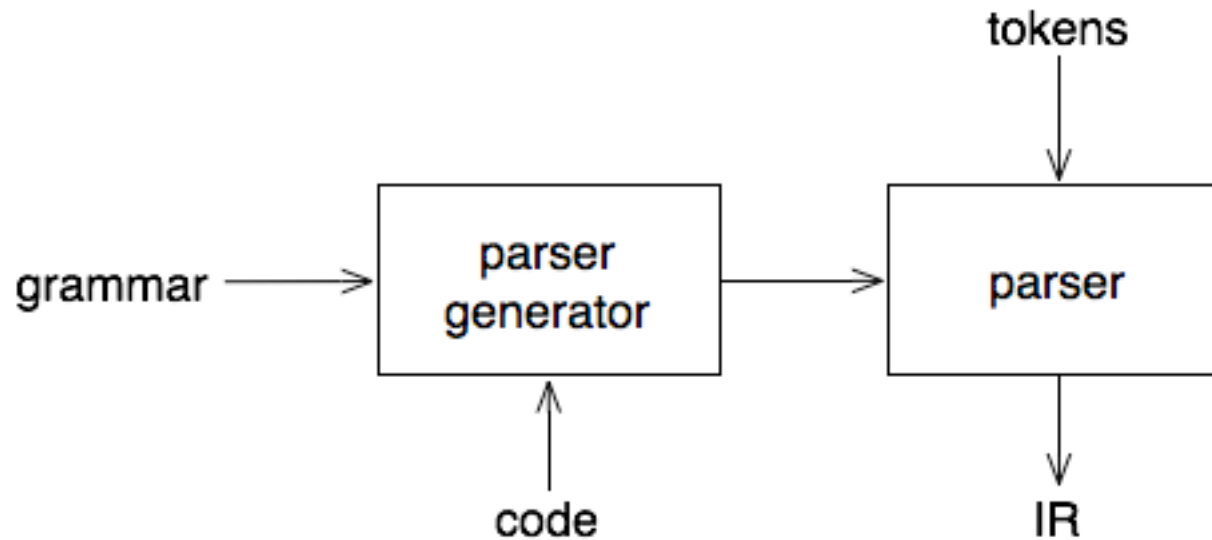 tokens
grammar
parser
generator
parser
code
IR